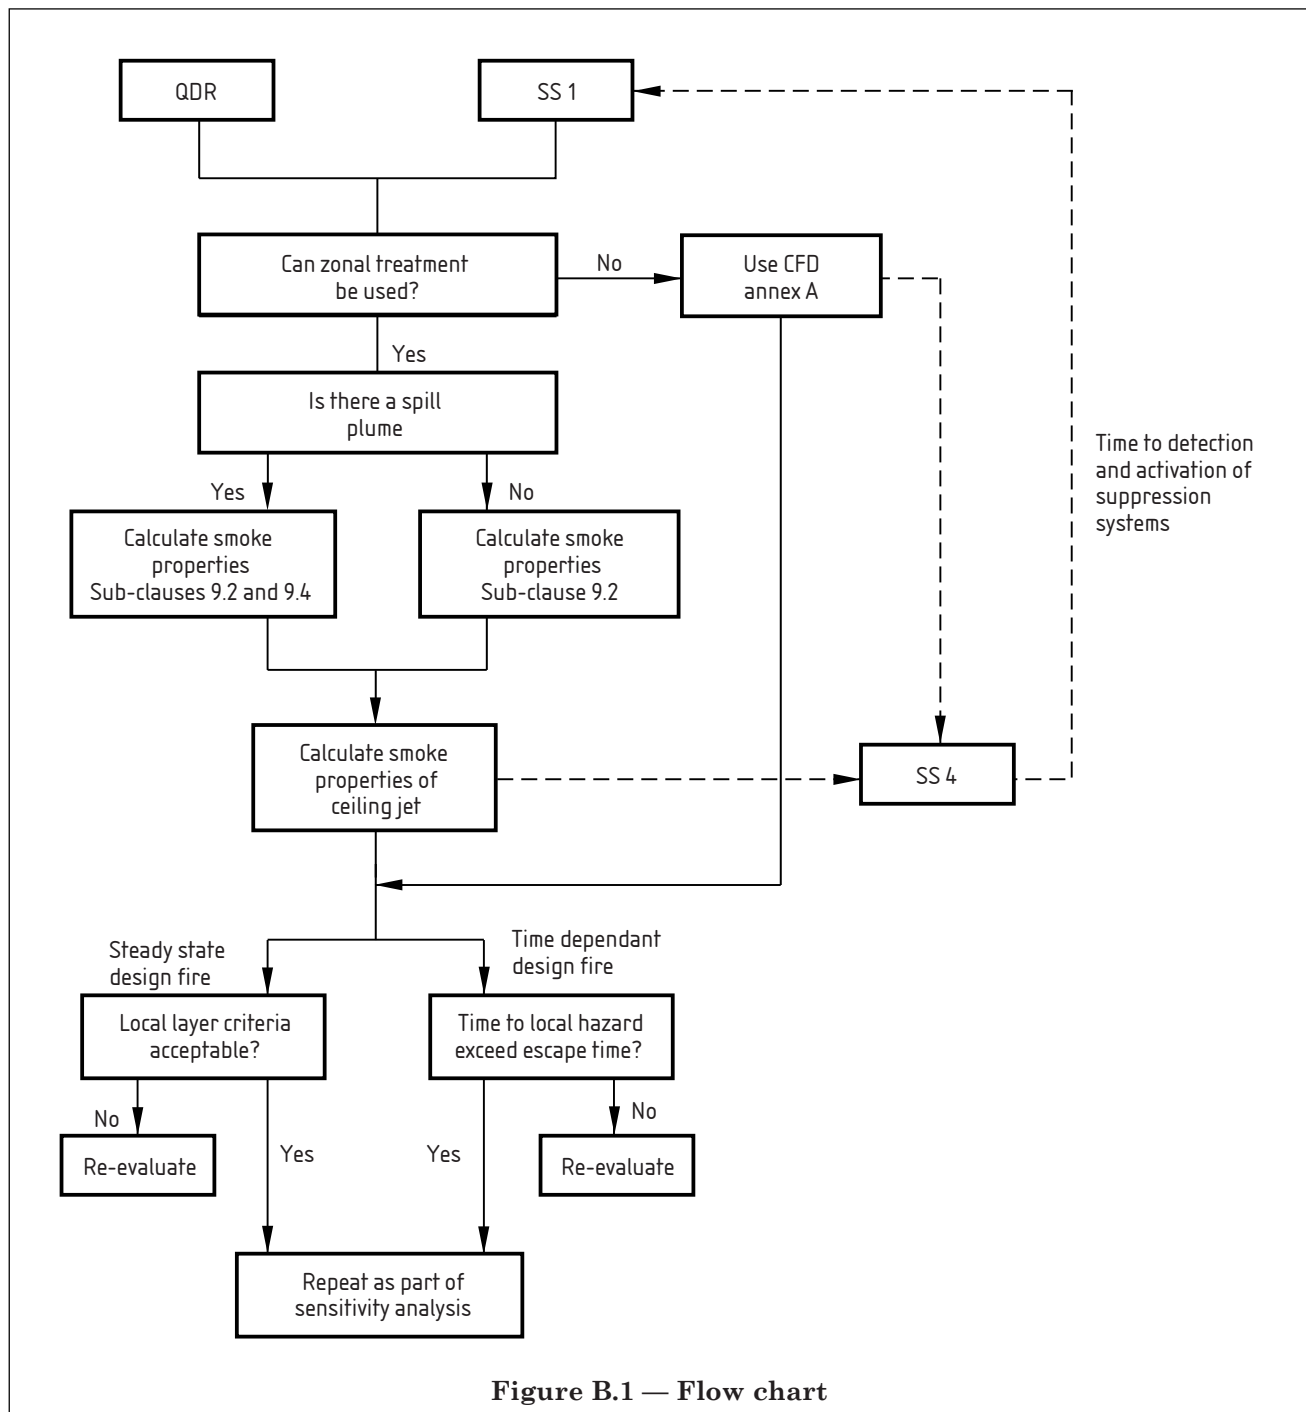 QDR
SS 1
Can zonal treatment
be used?
No
Use CFD
annex A
Yes
Is there a spill
plume
Time to detection
and activation of
suppression
systems
Yes
No
Calculate smoke
properties
Sub-clauses 9.2 and 9.4
Calculate smoke
properties
Sub-clause 9.2
Calculate smoke
properties of
ceiling jet
SS 4
Steady state
design fire
Time dependant
design fire
Local layer criteria
acceptable?
Time to local hazard
exceed escape time?
No
Yes
Yes
No
Re-evaluate
Re-evaluate
Repeat as part of
sensitivity analysis
Figure B.1 — Flow chart